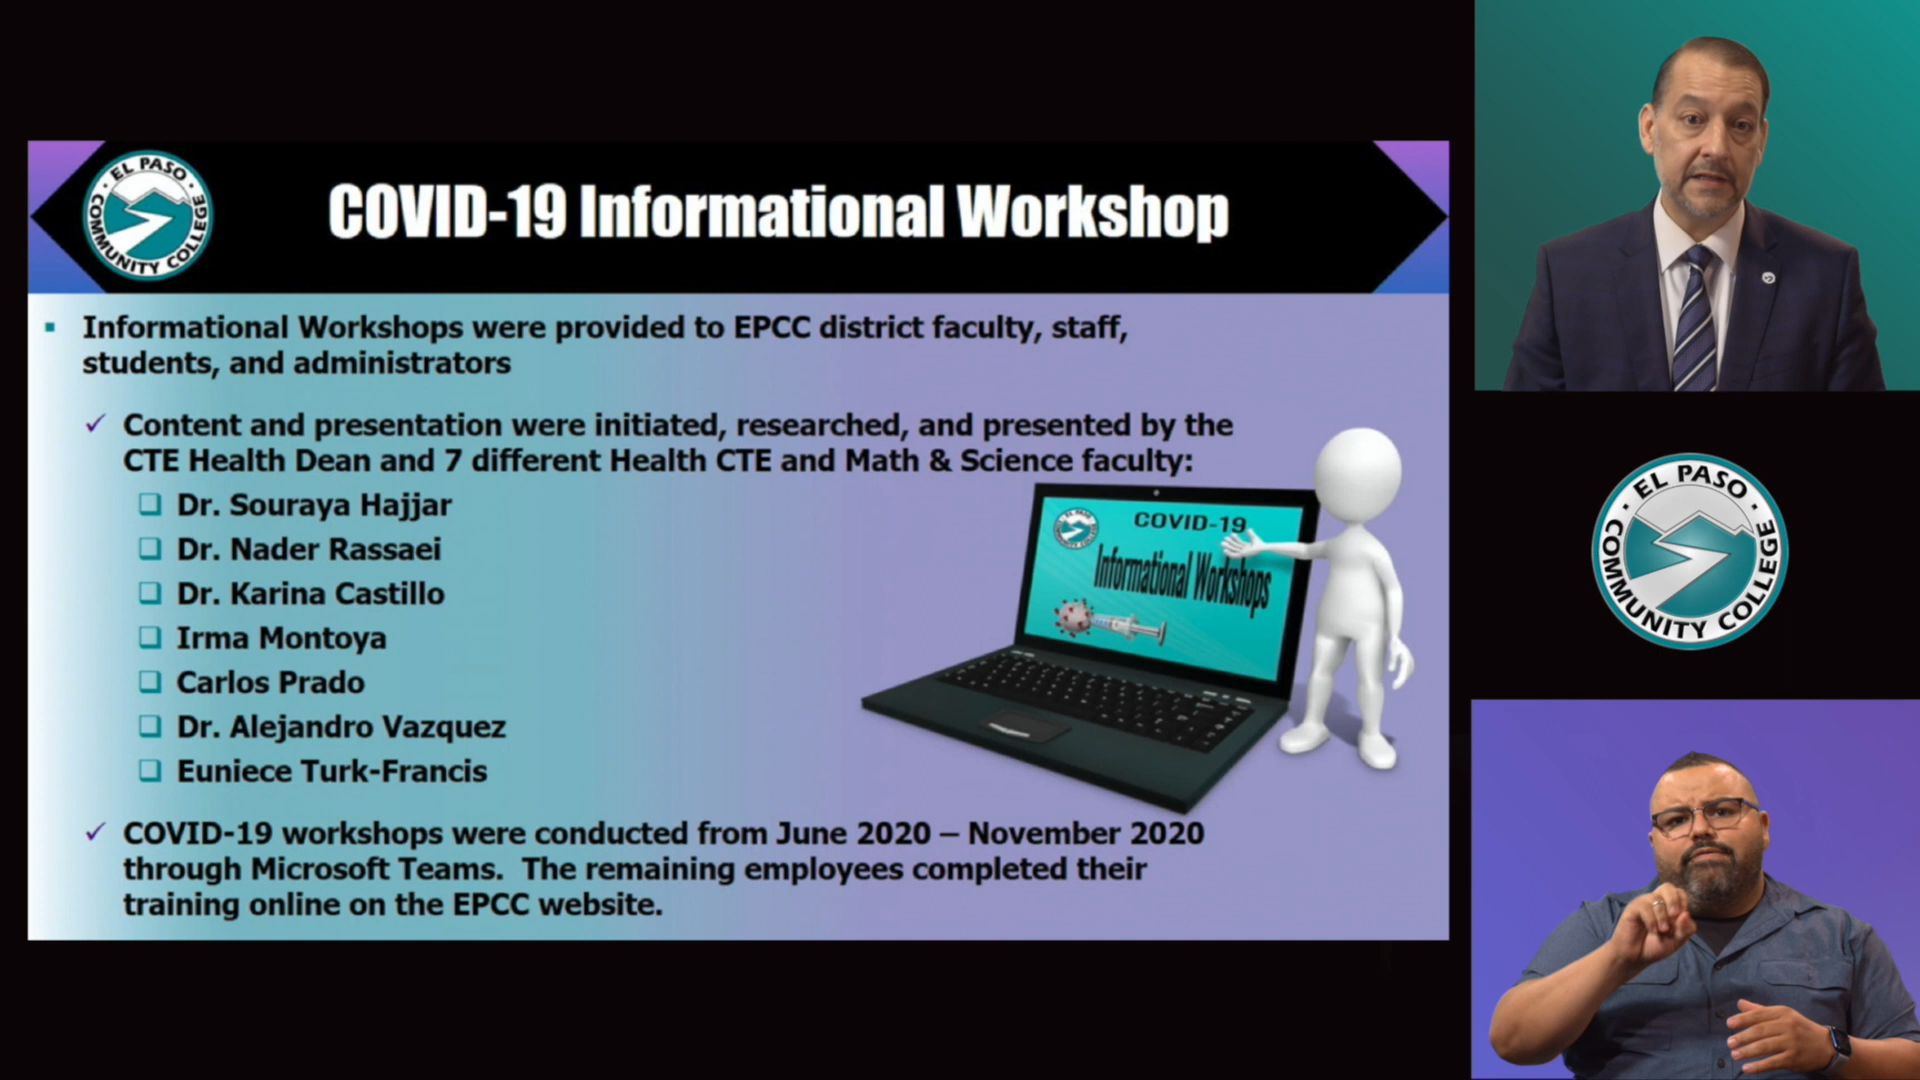 EL PASO
COMMUNITY COLLEGE
COVID-19 Informational Workshop
Informational Workshops were provided to EPCC district faculty, staff,
students, and administrators
Content and presentation were initiated, researched, and presented by the
CTE Health Dean and 7 different Health CTE and Math & Science faculty:
Dr. Souraya Hajjar
Dr. Nader Rassaei
Dr. Karina Castillo
Irma Montoya
Carlos Prado
Dr. Alejandro Vazquez
Euniece Turk-Francis
COVID-19
Informational Workshops
COVID-19 workshops were conducted from June 2020 – November 2020
through Microsoft Teams.  The remaining employees completed their
training online on the EPCC website.
EL PASO
COMMUNITY COLLEGE